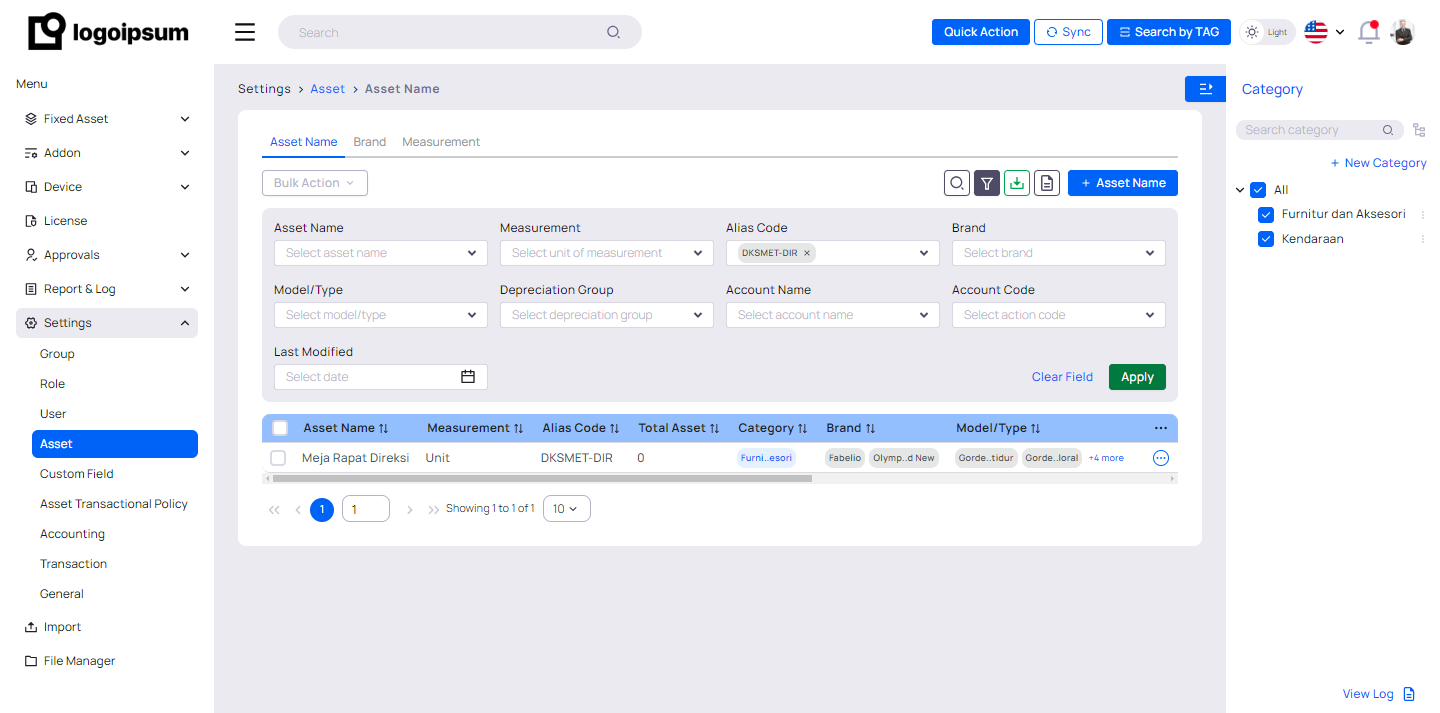 logoipsum
Search
Quick Action
Sync
Search by TAG
Light
Menu
Fixed Asset
Addon
Device
License
Approvals
Report & Log
Settings
Group
Role
User
Asset
Custom Field
Asset Transactional Policy
Accounting
Transaction
General
Import
File Manager
Settings > Asset > Asset Name
Asset Name Brand Measurement
Bulk Action
+ Asset Name
Asset Name Measurement Alias Code Brand
Select asset name Select unit of measurement DKSMET-DIR × Select brand
Model/Type Depreciation Group Account Name Account Code
Select model/type Select depreciation group Select account name Select action code
Last Modified
Select date
Clear Field Apply
Asset Name Measurement Alias Code Total Asset Category Brand Model/Type
Meja Rapat Direksi Unit DKSMET-DIR 0 Furni..esori Fabelio Olymp..d New Gorde..tidur Gorde..loral +4 more
1 1 Showing 1 to 1 of 1 10
Category
Search category
+ New Category
All
Furnitur dan Aksesori
Kendaraan
View Log